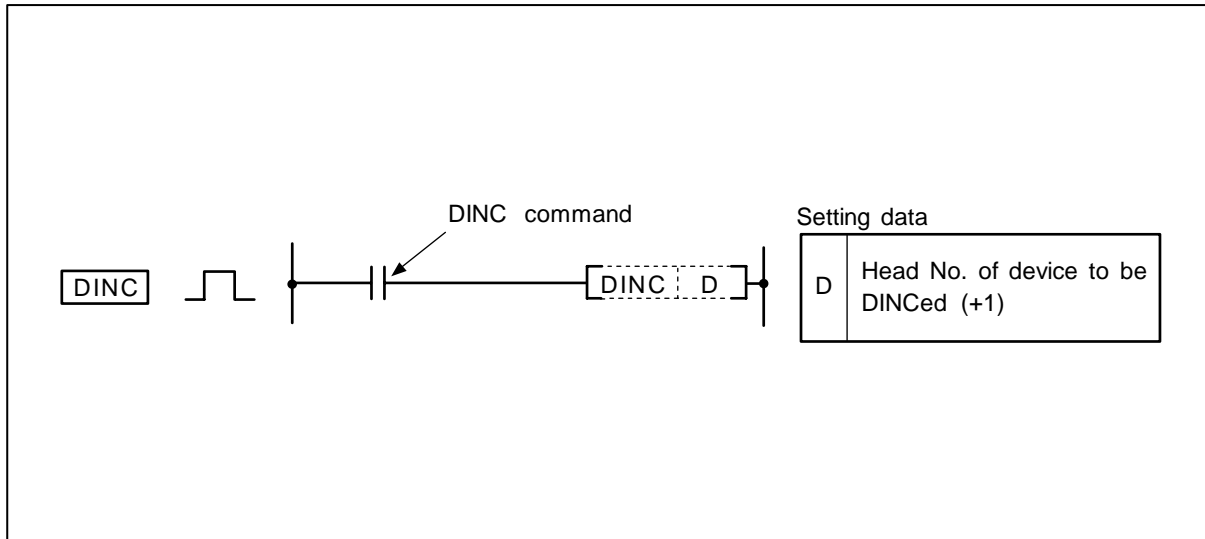 DINC command
DINC
DINC D
Setting data
D
Head No. of device to be
DINCed (+1)